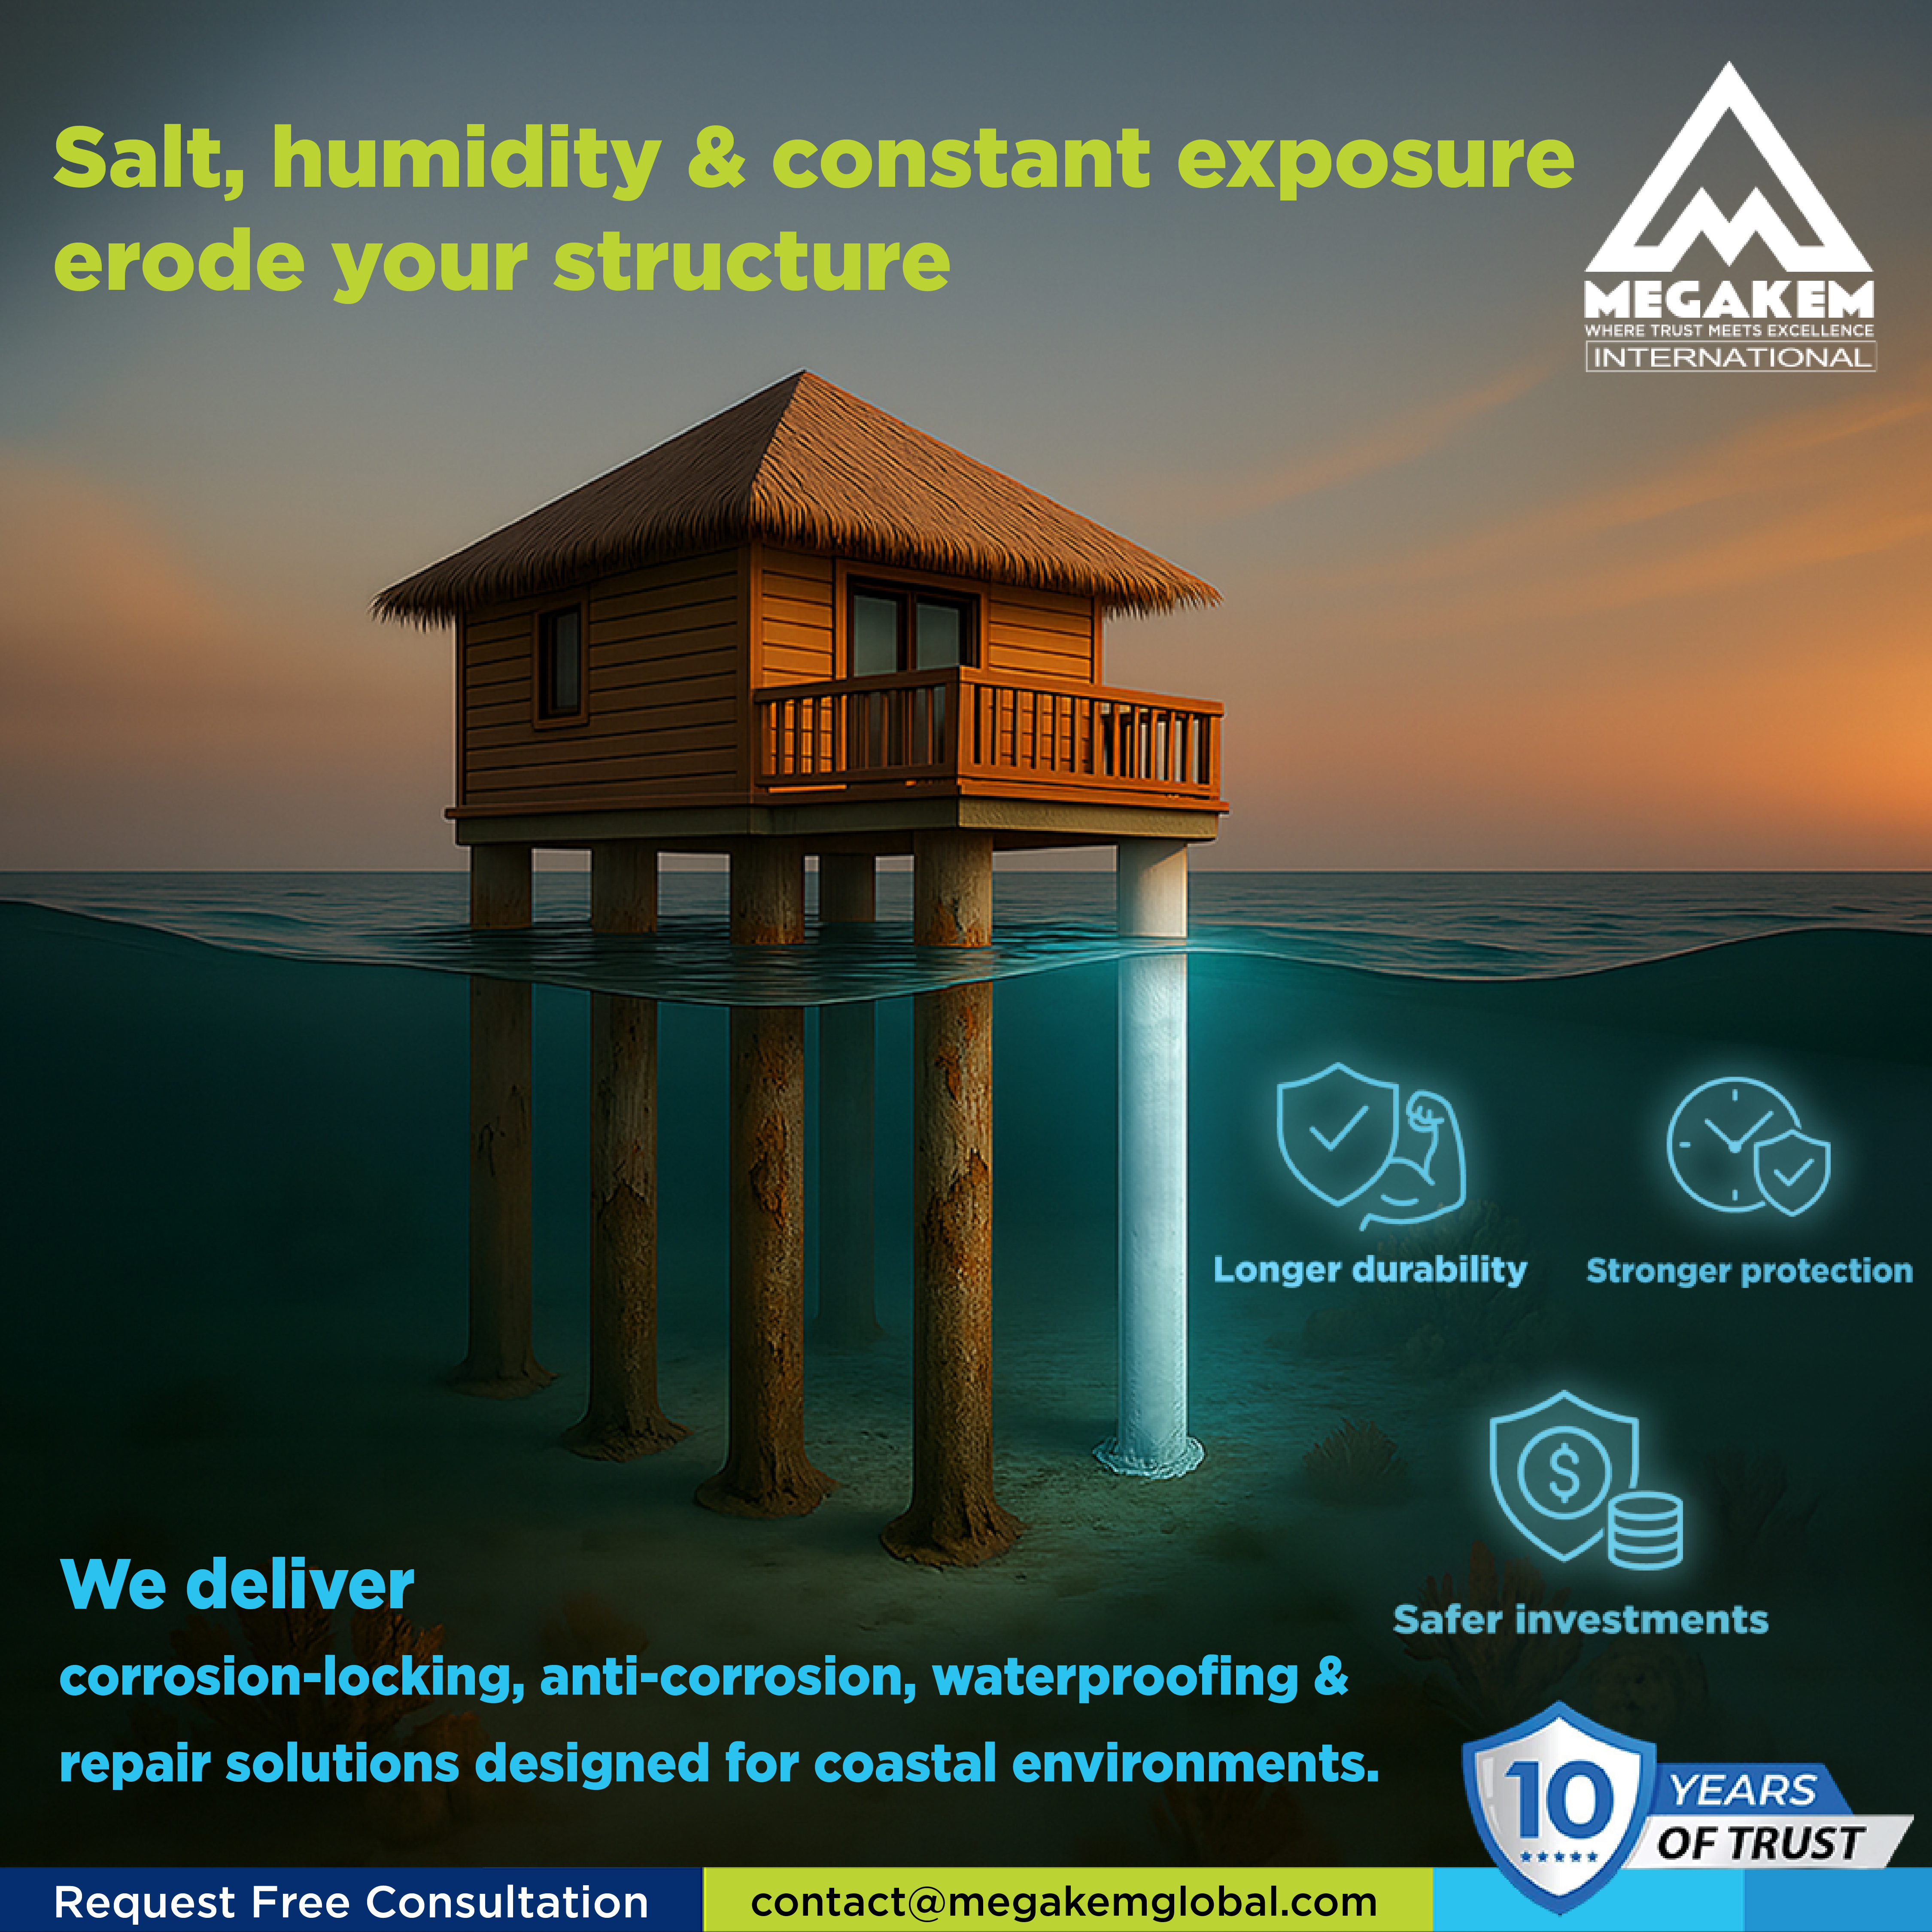 Salt, humidity & constant exposure
erode your structure
MEGAKEM
WHERE TRUST MEETS EXCELLENCE
INTERNATIONAL
Longer durability
Stronger protection
$
Safer investments
We deliver
corrosion-locking, anti-corrosion, waterproofing &
repair solutions designed for coastal environments.
10
YEARS
OF TRUST
Request Free Consultation
contact@megakemglobal.com